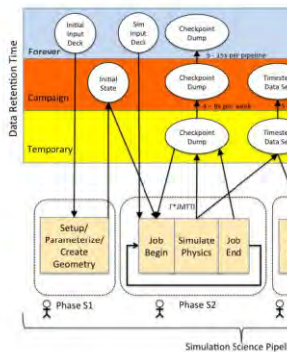 Initial
Input
Deck
Sim
Input
Deck
Checkpoint
Dump
Forever
Data Retention Time
Initial
State
Checkpoint
Dump
Timeste
Data Se
Campaign
Checkpoint
Dump
Timeste
Data Se
Temporary
Setup/
Parameterize/
Create
Geometry
Job
Begin
Simulate
Physics
Job
End
Phase S1
Phase S2
Simulation Science Pipeli